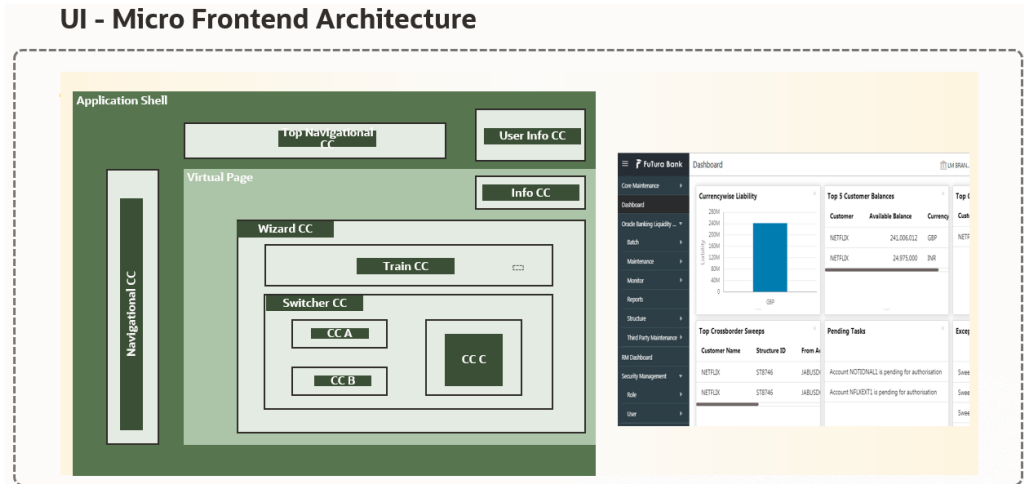 UI - Micro Frontend Architecture
Application Shell
Top Navigational
CC
User Info CC
Virtual Page
Info CC
Navigational CC
Wizard CC
Train CC
Switcher CC
CC A
CC B
CC C
FuTura Bank
Dashboard
Core Maintenance
Dashboard
Oracle Banking Liquidity ...
Batch
Maintenance
Monitor
Reports
Structure
Third Party Maintenance
RM Dashboard
Security Management
Role
User
Currencywise Liability
Liability
280M
240M
200M
160M
120M
80M
40M
0
GBP
Top 5 Customer Balances
Customer Available Balance Currency
NETFLIX 241,006.012 GBP
NETFLIX 24,975.000 INR
Top Crossborder Sweeps
Customer Name Structure ID
NETFLIX ST8746
NETFLIX ST8746
Pending Tasks
Account NOTIONAL1 is pending for authorisation
Account NFLXEXT1 is pending for authorisation